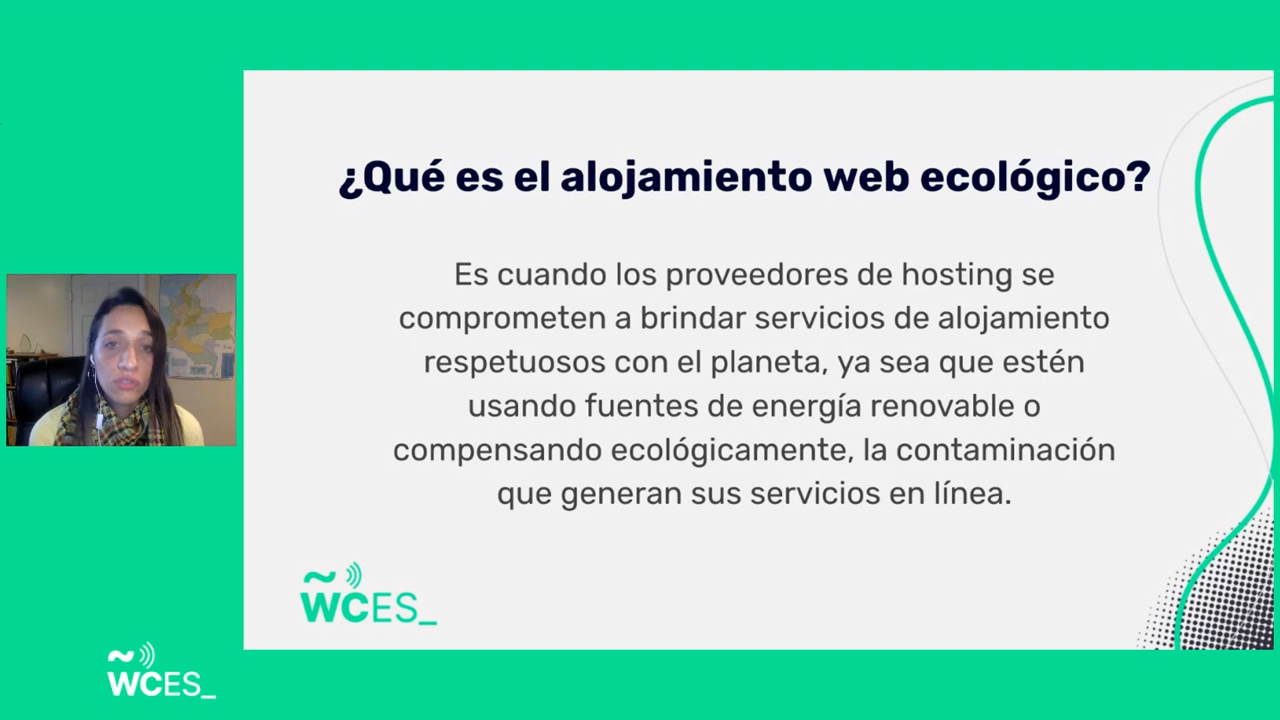 ¿Qué es el alojamiento web ecológico?
Es cuando los proveedores de hosting se
comprometen a brindar servicios de alojamiento
respetuosos con el planeta, ya sea que estén
usando fuentes de energía renovable o
compensando ecológicamente, la contaminación
que generan sus servicios en línea.
WCES_
WCES_